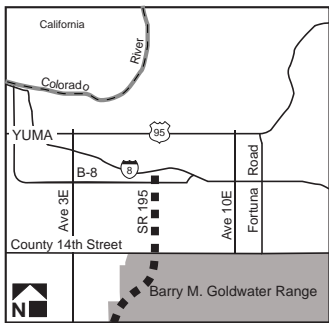 California
Colorado
River
YUMA
95
8
B-8
Ave 3E
SR 195
Ave 10E
Fortuna Road
County 14th Street
Barry M. Goldwater Range
N